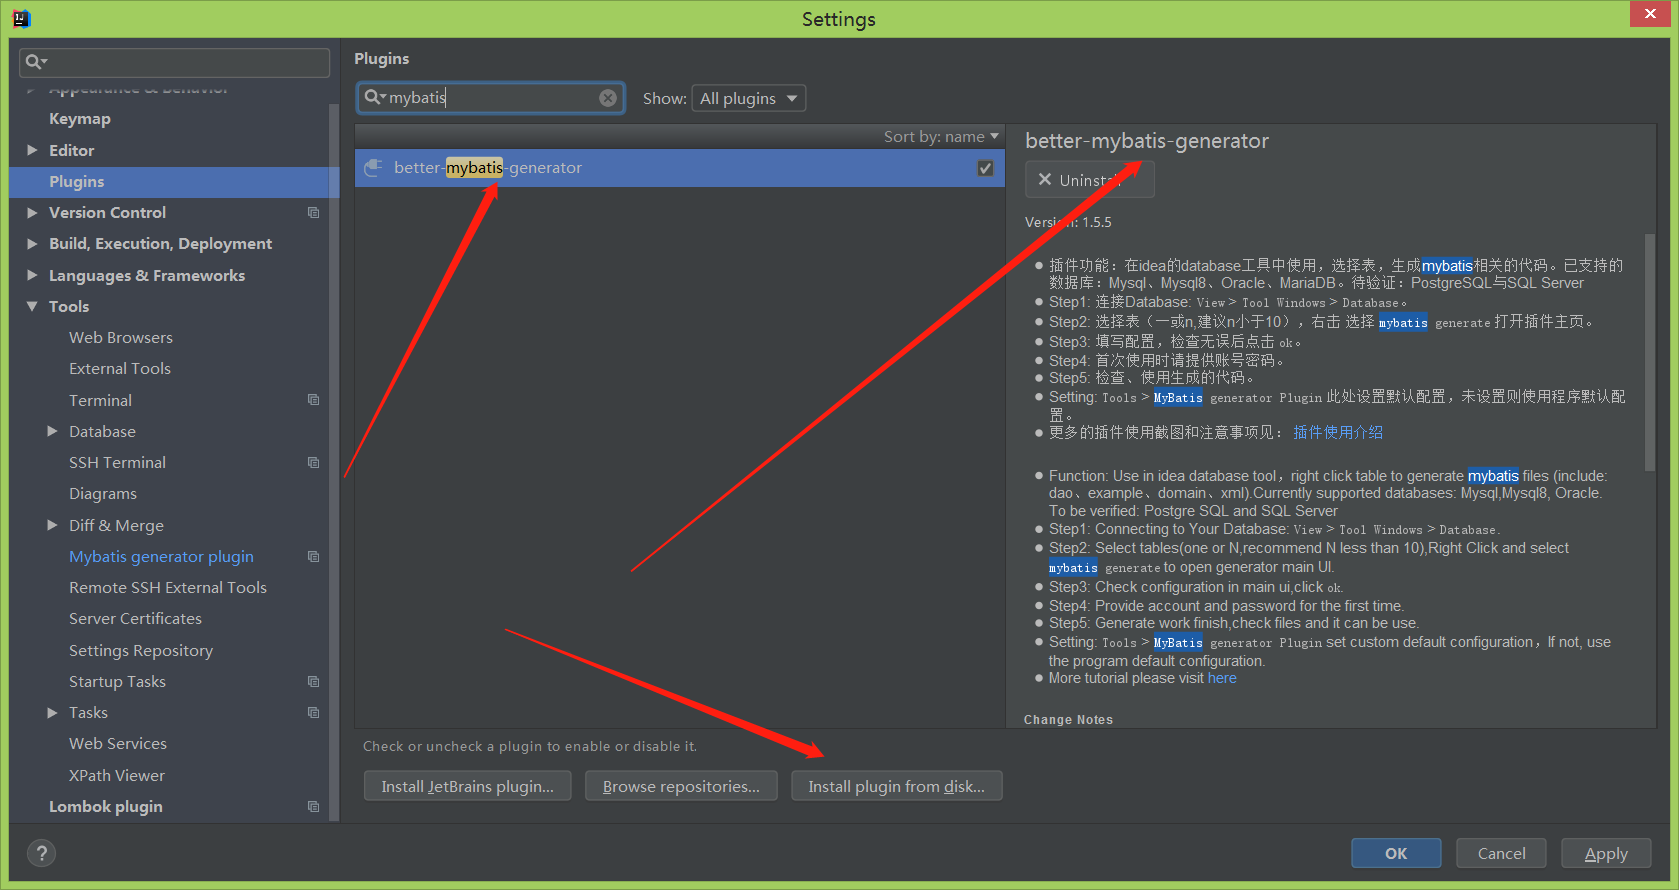 Settings
Appearance & Behavior
Keymap
Editor
Plugins
Version Control
Build, Execution, Deployment
Languages & Frameworks
Tools
Web Browsers
External Tools
Terminal
Database
SSH Terminal
Diagrams
Diff & Merge
Mybatis generator plugin
Remote SSH External Tools
Server Certificates
Settings Repository
Startup Tasks
Tasks
Web Services
XPath Viewer
Lombok plugin
Plugins
mybatis
Show: All plugins
Sort by: name
better-mybatis-generator
Check or uncheck a plugin to enable or disable it.
Install JetBrains plugin...
Browse repositories...
Install plugin from disk...
better-mybatis-generator
Uninstall
Version: 1.5.5
插件功能：在idea的database工具中使用，选择表，生成mybatis相关的代码。已支持的
数据库：Mysql、Mysql8、Oracle、MariaDB。待验证：PostgreSQL与SQL Server
Step1: 连接Database: View > Tool Windows > Database。
Step2: 选择表（一或n,建议n小于10），右击 选择 mybatis generate 打开插件主页。
Step3: 填写配置，检查无误后点击 ok。
Step4: 首次使用时请提供账号密码。
Step5: 检查、使用生成的代码。
Setting: Tools > MyBatis generator Plugin 此处设置默认配置，未设置则使用程序默认配
置。
更多的插件使用截图和注意事项见： 插件使用介绍
Function: Use in idea database tool，right click table to generate mybatis files (include:
dao、example、domain、xml).Currently supported databases: Mysql,Mysql8, Oracle.
To be verified: Postgre SQL and SQL Server
Step1: Connecting to Your Database: View > Tool Windows > Database.
Step2: Select tables(one or N,recommend N less than 10),Right Click and select
mybatis generate to open generator main UI.
Step3: Check configuration in main ui,click ok.
Step4: Provide account and password for the first time.
Step5: Generate work finish,check files and it can be use.
Setting: Tools > MyBatis generator Plugin set custom default configuration，If not, use
the program default configuration.
More tutorial please visit here
Change Notes
?
OK
Cancel
Apply